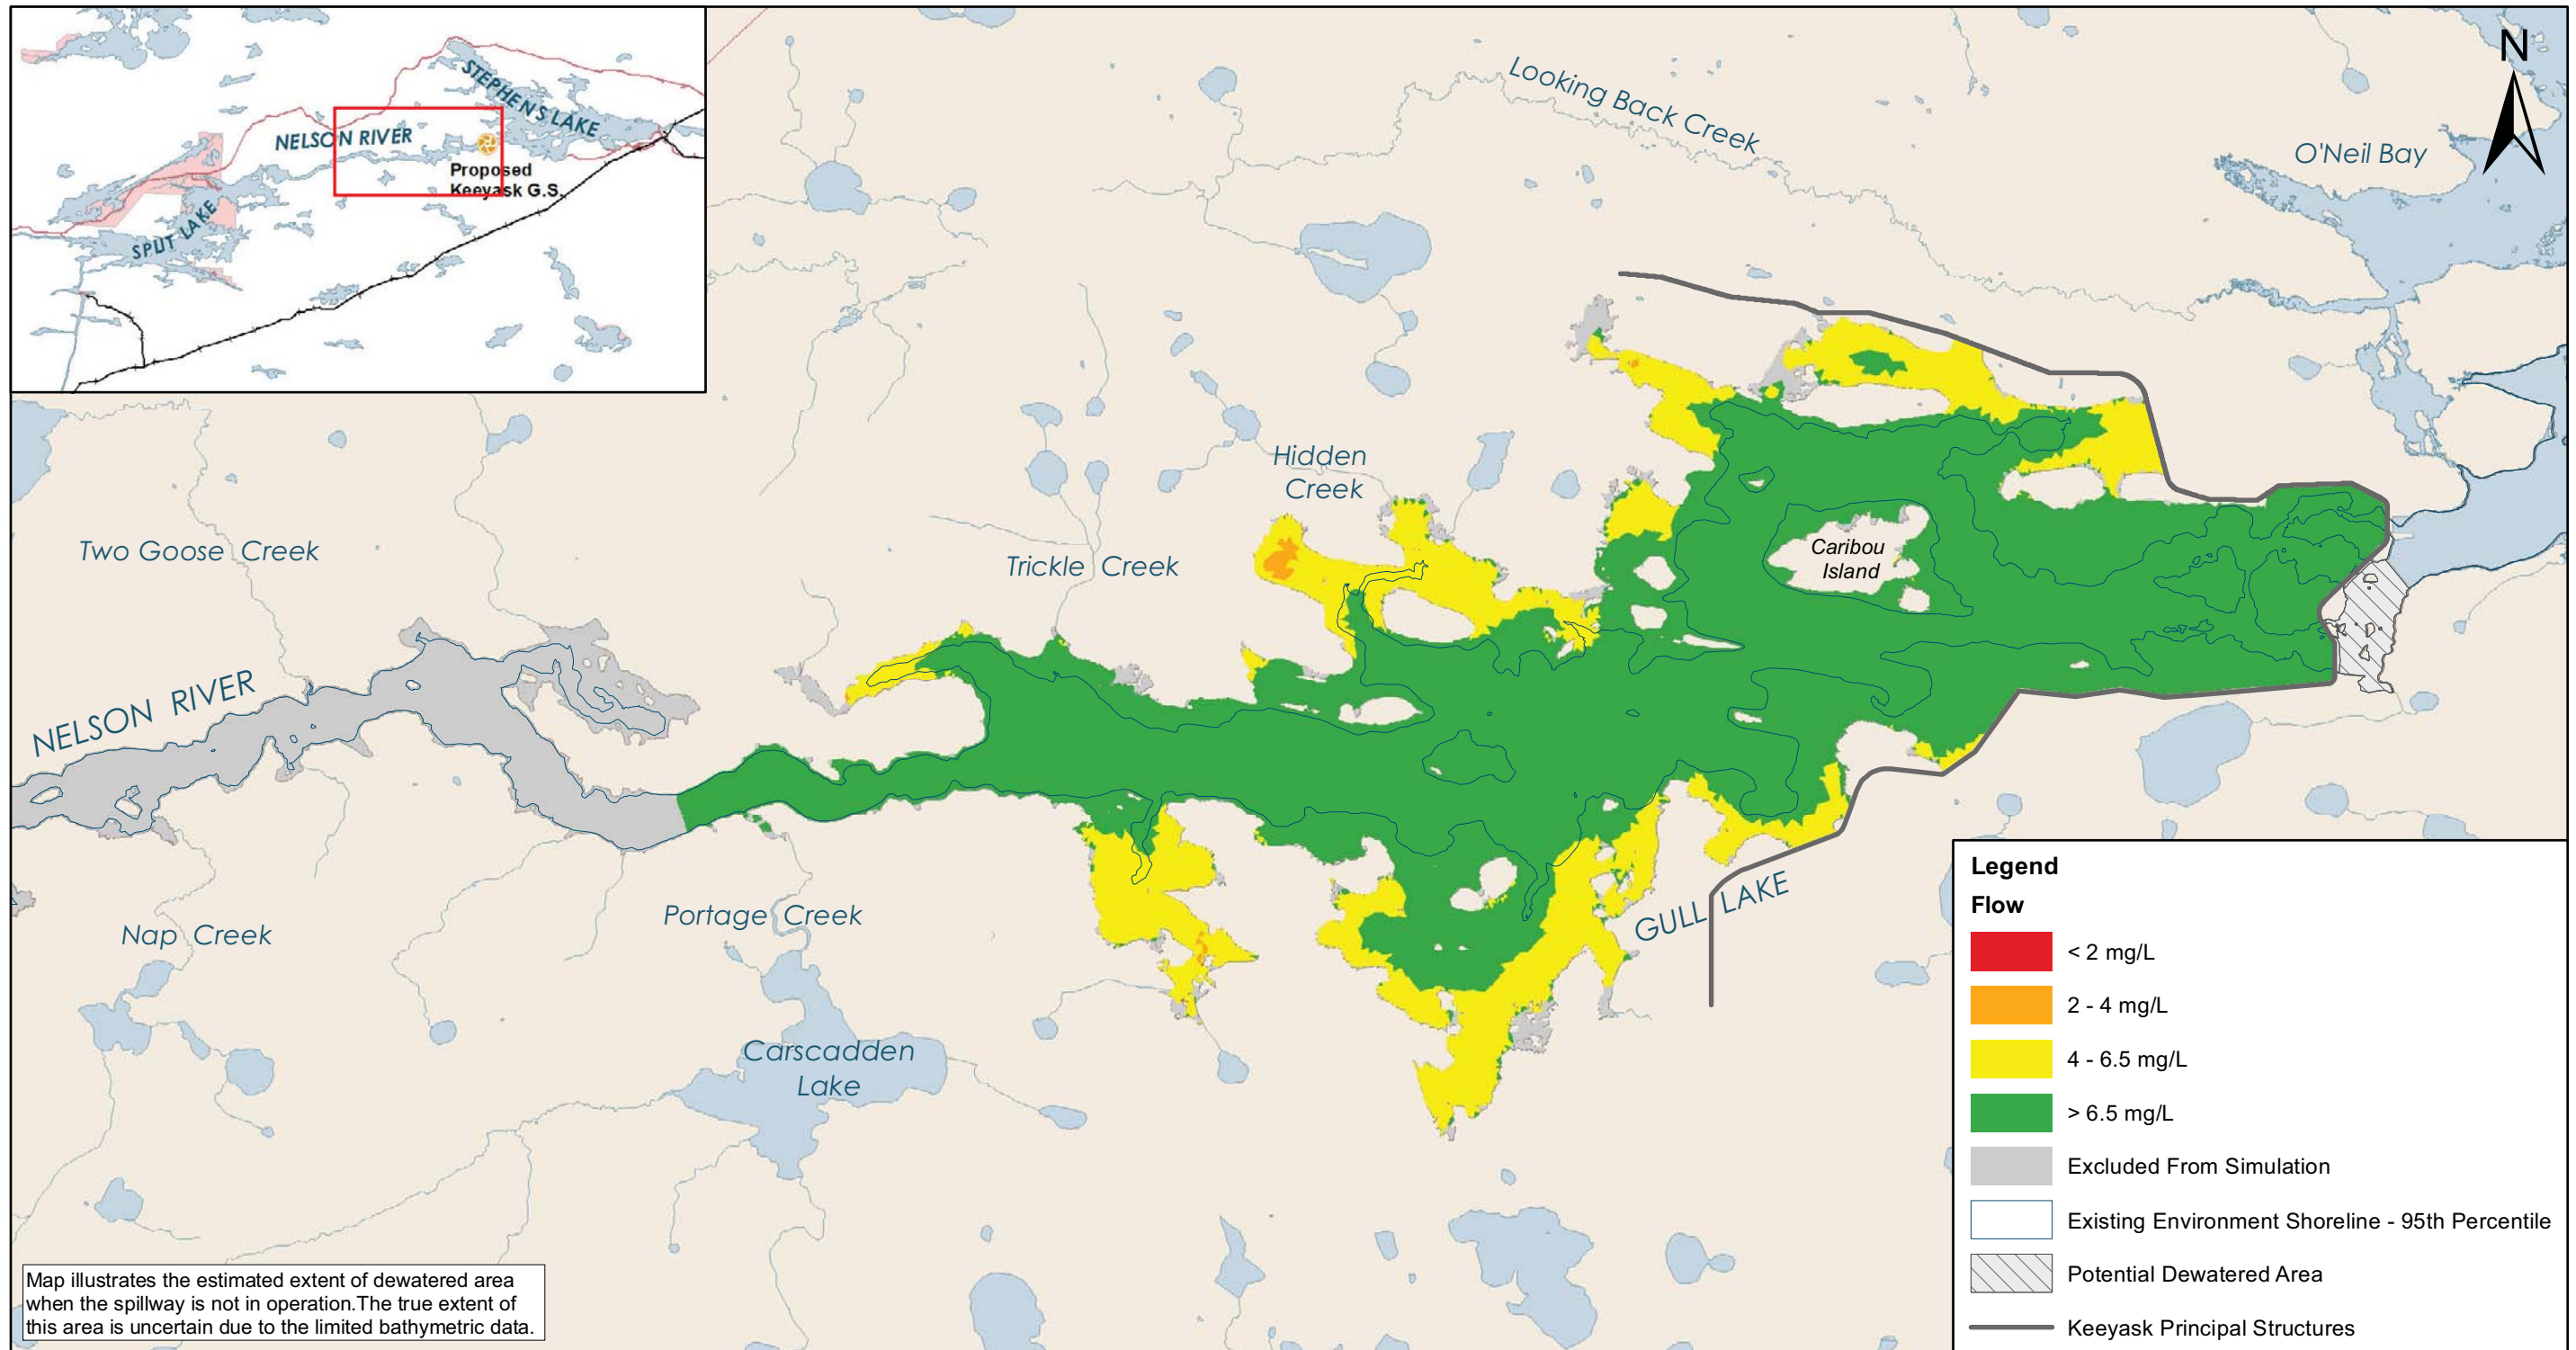 STEPHENS LAKE
NELSON RIVER
Proposed
Keeyask G.S.
SPLIT LAKE
N
Looking Back Creek
O'Neil Bay
Hidden
Creek
Two Goose Creek
Trickle Creek
Caribou
Island
NELSON RIVER
Nap Creek
Portage Creek
GULL LAKE
Carscadden
Lake
Legend
Flow
< 2 mg/L
2 - 4 mg/L
4 - 6.5 mg/L
> 6.5 mg/L
Excluded From Simulation
Existing Environment Shoreline - 95th Percentile
Potential Dewatered Area
Keeyask Principal Structures
Map illustrates the estimated extent of dewatered area
when the spillway is not in operation.The true extent of
this area is uncertain due to the limited bathymetric data.